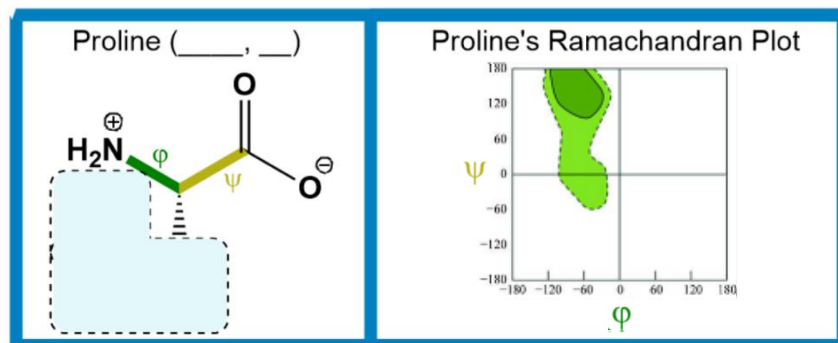 Proline (____, __)
O
⊕
H₂N
φ
ψ
⊖
O
Proline's Ramachandran Plot
180
120
60
ψ
0
−60
−120
−180
−180 −120 −60 0 60 120 180
φ